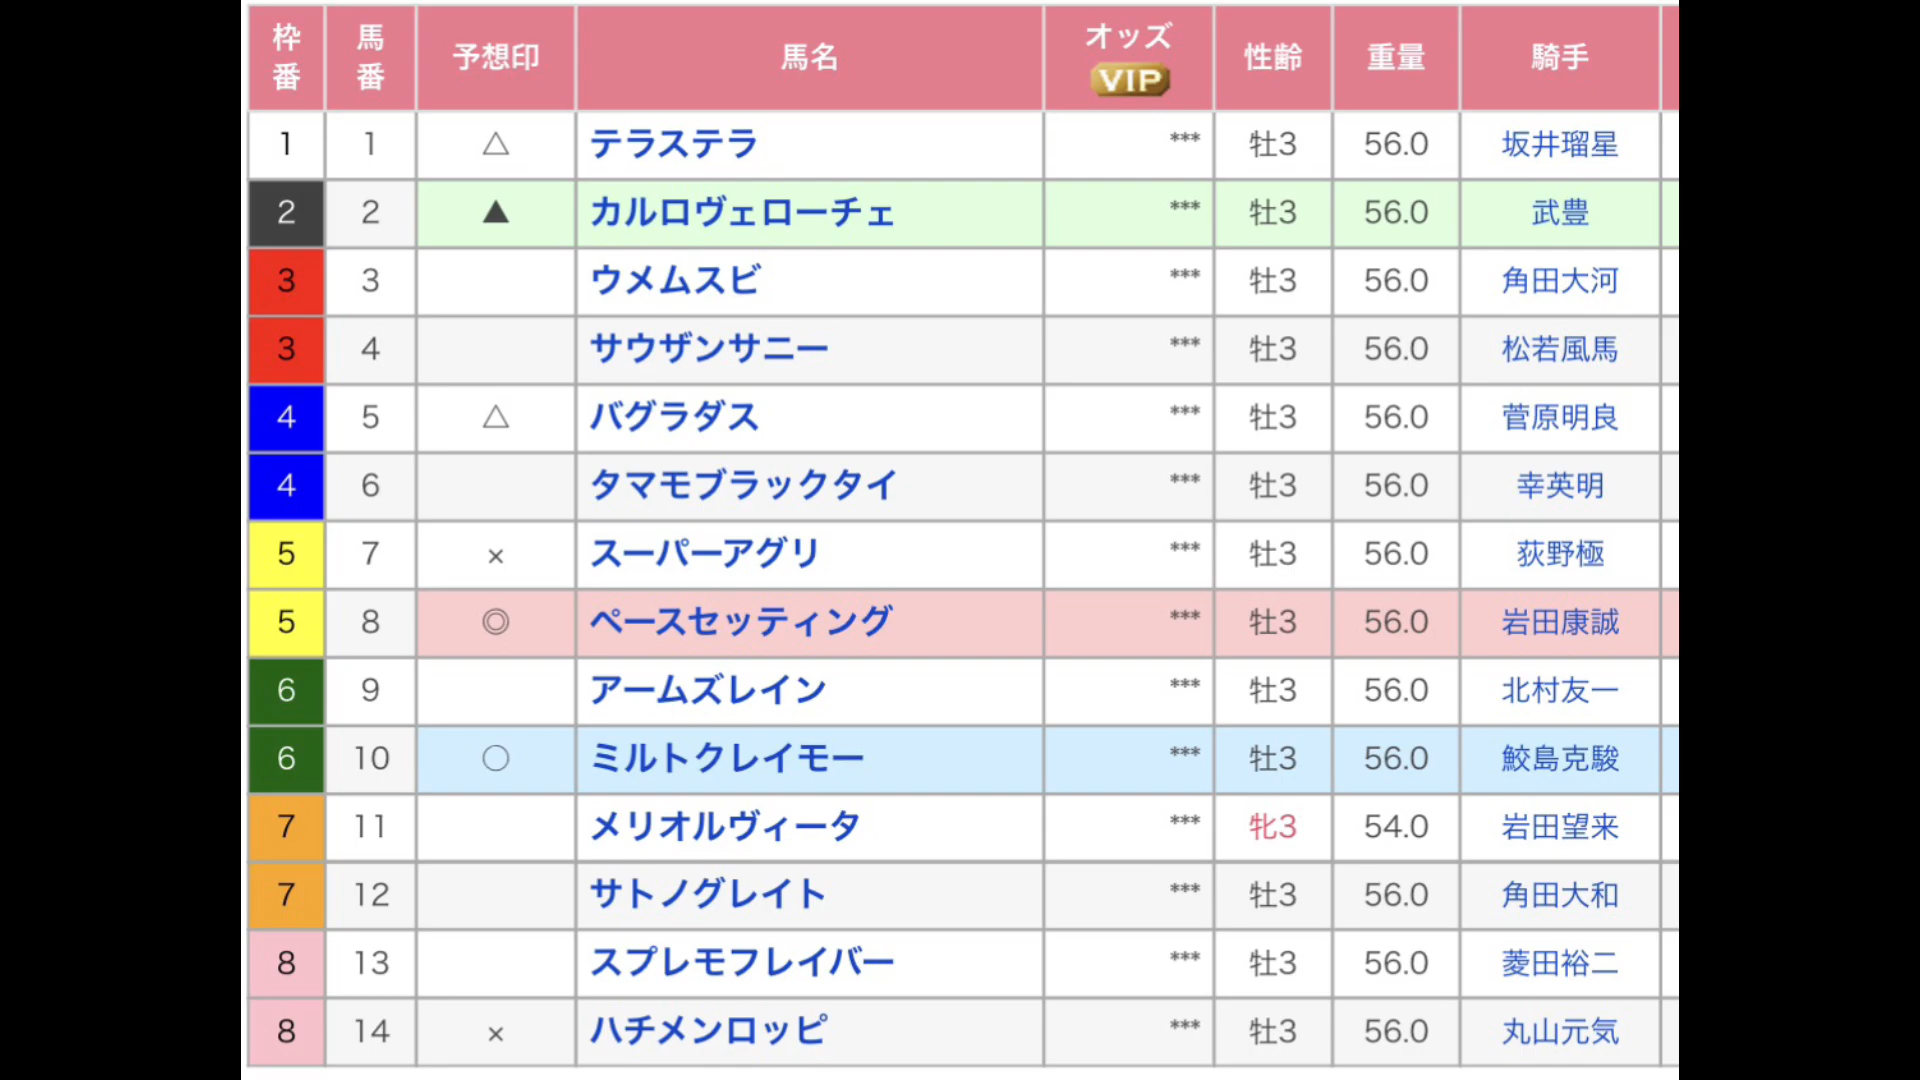 枠番 馬番 予想印 馬名 オッズ VIP 性齢 重量 騎手
1 1 △ テラステラ *** 牡3 56.0 坂井瑠星
2 2 ▲ カルロヴェローチェ *** 牡3 56.0 武豊
3 3 ウメムスビ *** 牡3 56.0 角田大河
3 4 サウザンサニー *** 牡3 56.0 松若風馬
4 5 △ バグラダス *** 牡3 56.0 菅原明良
4 6 タマモブラックタイ *** 牡3 56.0 幸英明
5 7 × スーパーアグリ *** 牡3 56.0 荻野極
5 8 ◎ ペースセッティング *** 牡3 56.0 岩田康誠
6 9 アームズレイン *** 牡3 56.0 北村友一
6 10 ○ ミルトクレイモー *** 牡3 56.0 鮫島克駿
7 11 メリオルヴィータ *** 牝3 54.0 岩田望来
7 12 サトノグレイト *** 牡3 56.0 角田大和
8 13 スプレモフレイバー *** 牡3 56.0 菱田裕二
8 14 × ハチメンロッピ *** 牡3 56.0 丸山元気